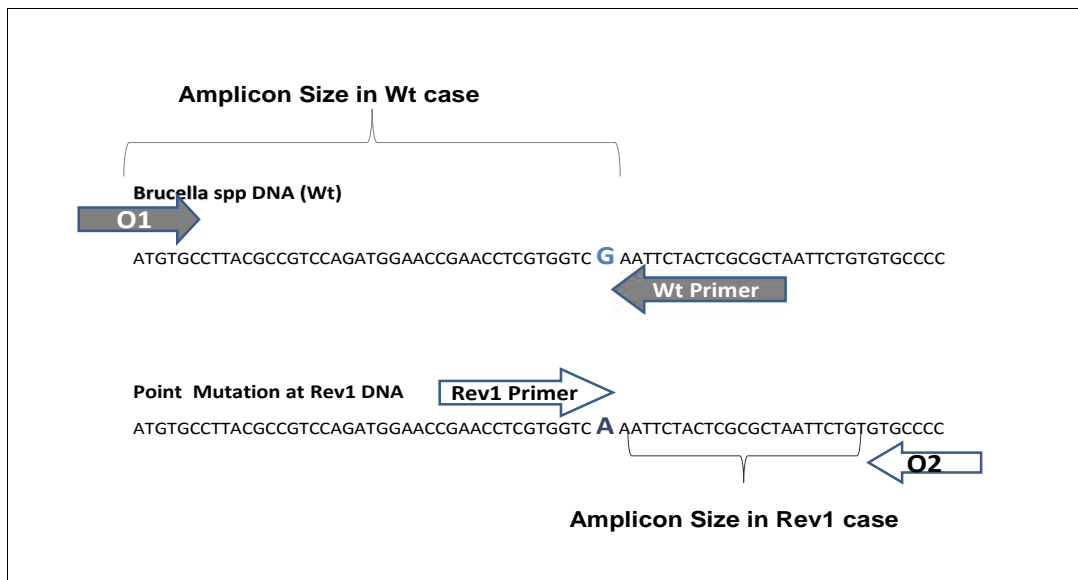 Amplicon Size in Wt case
Brucella spp DNA (Wt)
O1
ATGTGCCTTACGCCGTCCAGATGGAACCGAACCTCGTGGTC G AATTCTACTCGCGCTAATTCTGTGTGCCCC
Wt Primer
Point Mutation at Rev1 DNA Rev1 Primer
ATGTGCCTTACGCCGTCCAGATGGAACCGAACCTCGTGGTC A AATTCTACTCGCGCTAATTCTGTGTGCCCC
O2
Amplicon Size in Rev1 case